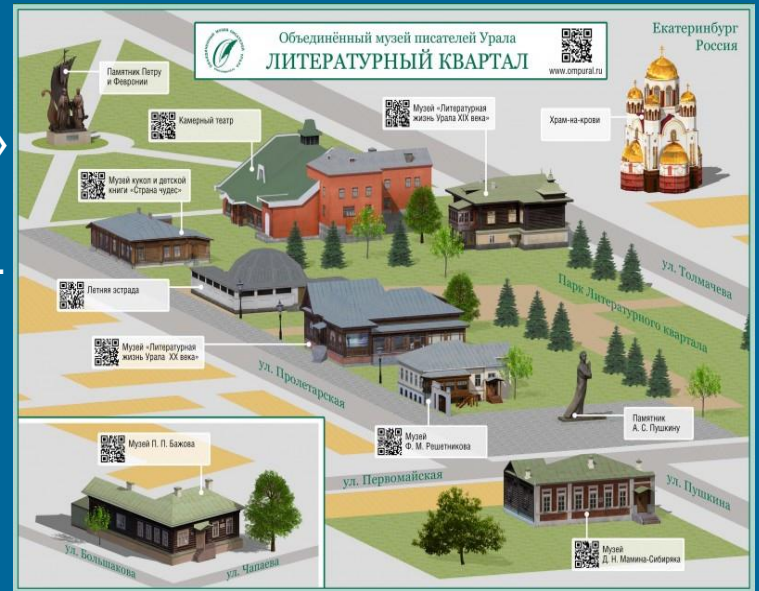 Объединённый музей писателей Урала
ЛИТЕРАТУРНЫЙ КВАРТАЛ
www.ompural.ru
Екатеринбург
Россия
Памятник Петру
и Февронии
Камерный театр
Музей «Литературная
жизнь Урала XIX века»
Храм-на-крови
Музей кукол и детской
книги «Страна чудес»
ул. Толмачева
Летняя эстрада
Парк Литературного квартала
Музей «Литературная
жизнь Урала XX века»
ул. Пролетарская
Памятник
А. С. Пушкину
Музей
Ф. М. Решетникова
Музей П. П. Бажова
ул. Первомайская
ул. Пушкина
ул. Большакова
ул. Чапаева
Музей
Д. Н. Мамина-Сибиряка